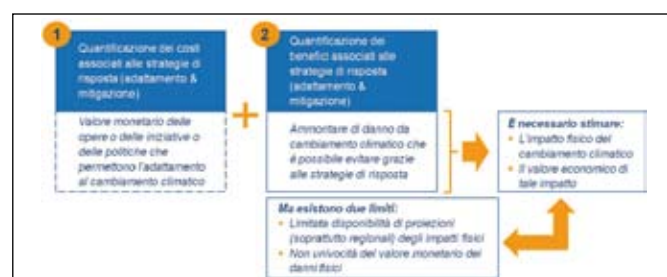 1
Quantificazione dei costi
associati alle strategie di
risposta (adattamento &
mitigazione)
Valore monetario delle
opere o delle iniziative o
delle politiche che
permettono l'adattamento
al cambiamento climatico
+
2
Quantificazione dei
benefici associati alle
strategie di risposta
(adattamento &
mitigazione)
Ammontare di danno da
cambiamento climatico che
è possibile evitare grazie
alle strategie di risposta
È necessario stimare:
• L'impatto fisico del
cambiamento climatico
• Il valore economico di
tale impatto
Ma esistono due limiti:
• Limitata disponibilità di proiezioni
(soprattutto regionali) degli impatti fisici
• Non univocità del valore monetario dei
danni fisici